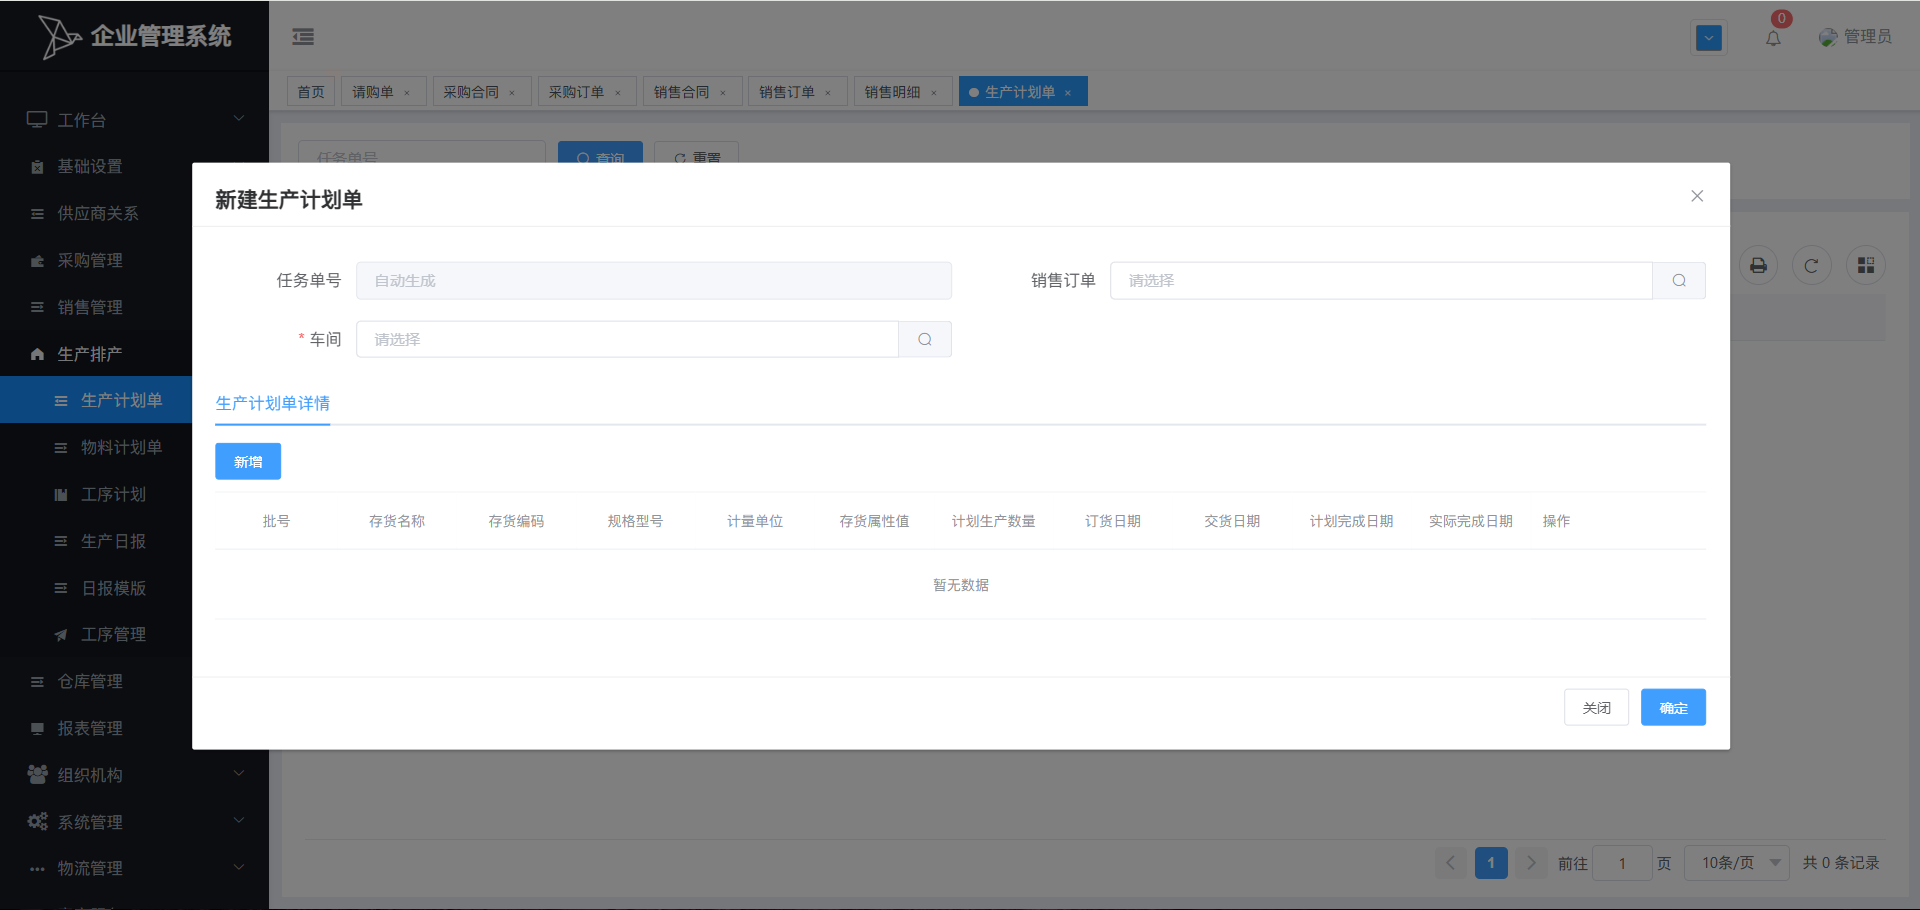 企业管理系统
0
管理员
首页 请购单 × 采购合同 × 采购订单 × 销售合同 × 销售订单 × 销售明细 × 生产计划单 ×
任务单号 查询 重置
工作台
基础设置
供应商关系
采购管理
销售管理
生产排产
生产计划单
物料计划单
工序计划
生产日报
日报模版
工序管理
仓库管理
报表管理
组织机构
系统管理
物流管理
新建生产计划单
任务单号 自动生成 销售订单 请选择
* 车间 请选择
生产计划单详情
新增
批号 存货名称 存货编码 规格型号 计量单位 存货属性值 计划生产数量 订货日期 交货日期 计划完成日期 实际完成日期 操作
暂无数据
关闭 确定
1 前往 1 页 10条/页 共 0 条记录